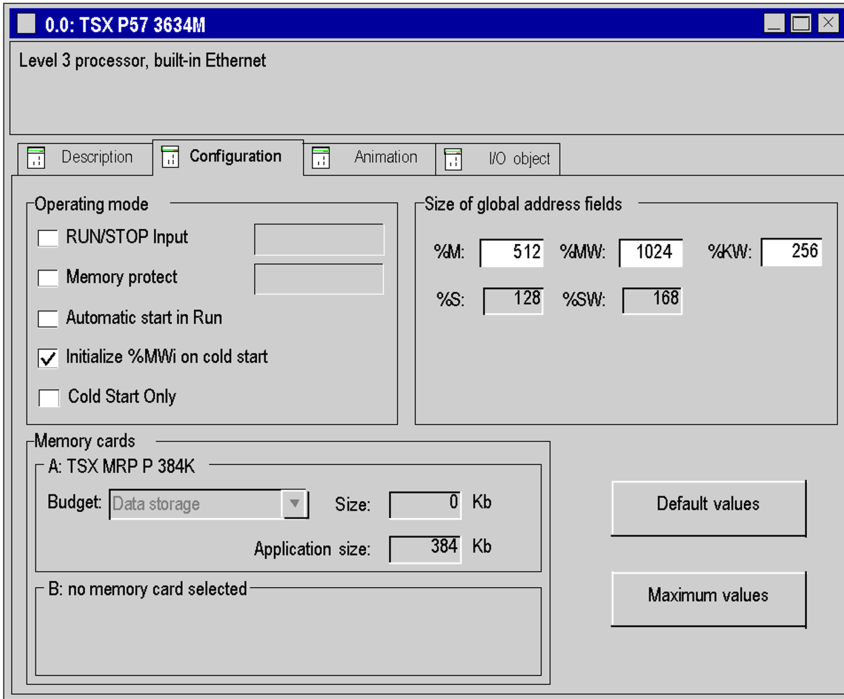 0.0: TSX P57 3634M
Level 3 processor, built-in Ethernet
Description Configuration Animation I/O object
Operating mode
RUN/STOP Input
Memory protect
Automatic start in Run
Initialize %MWi on cold start
Cold Start Only
Size of global address fields
%M: 512 %MW: 1024 %KW: 256
%S: 128 %SW: 168
Memory cards
A: TSX MRP P 384K
Budget: Data storage Size: 0 Kb
Application size: 384 Kb
B: no memory card selected
Default values
Maximum values